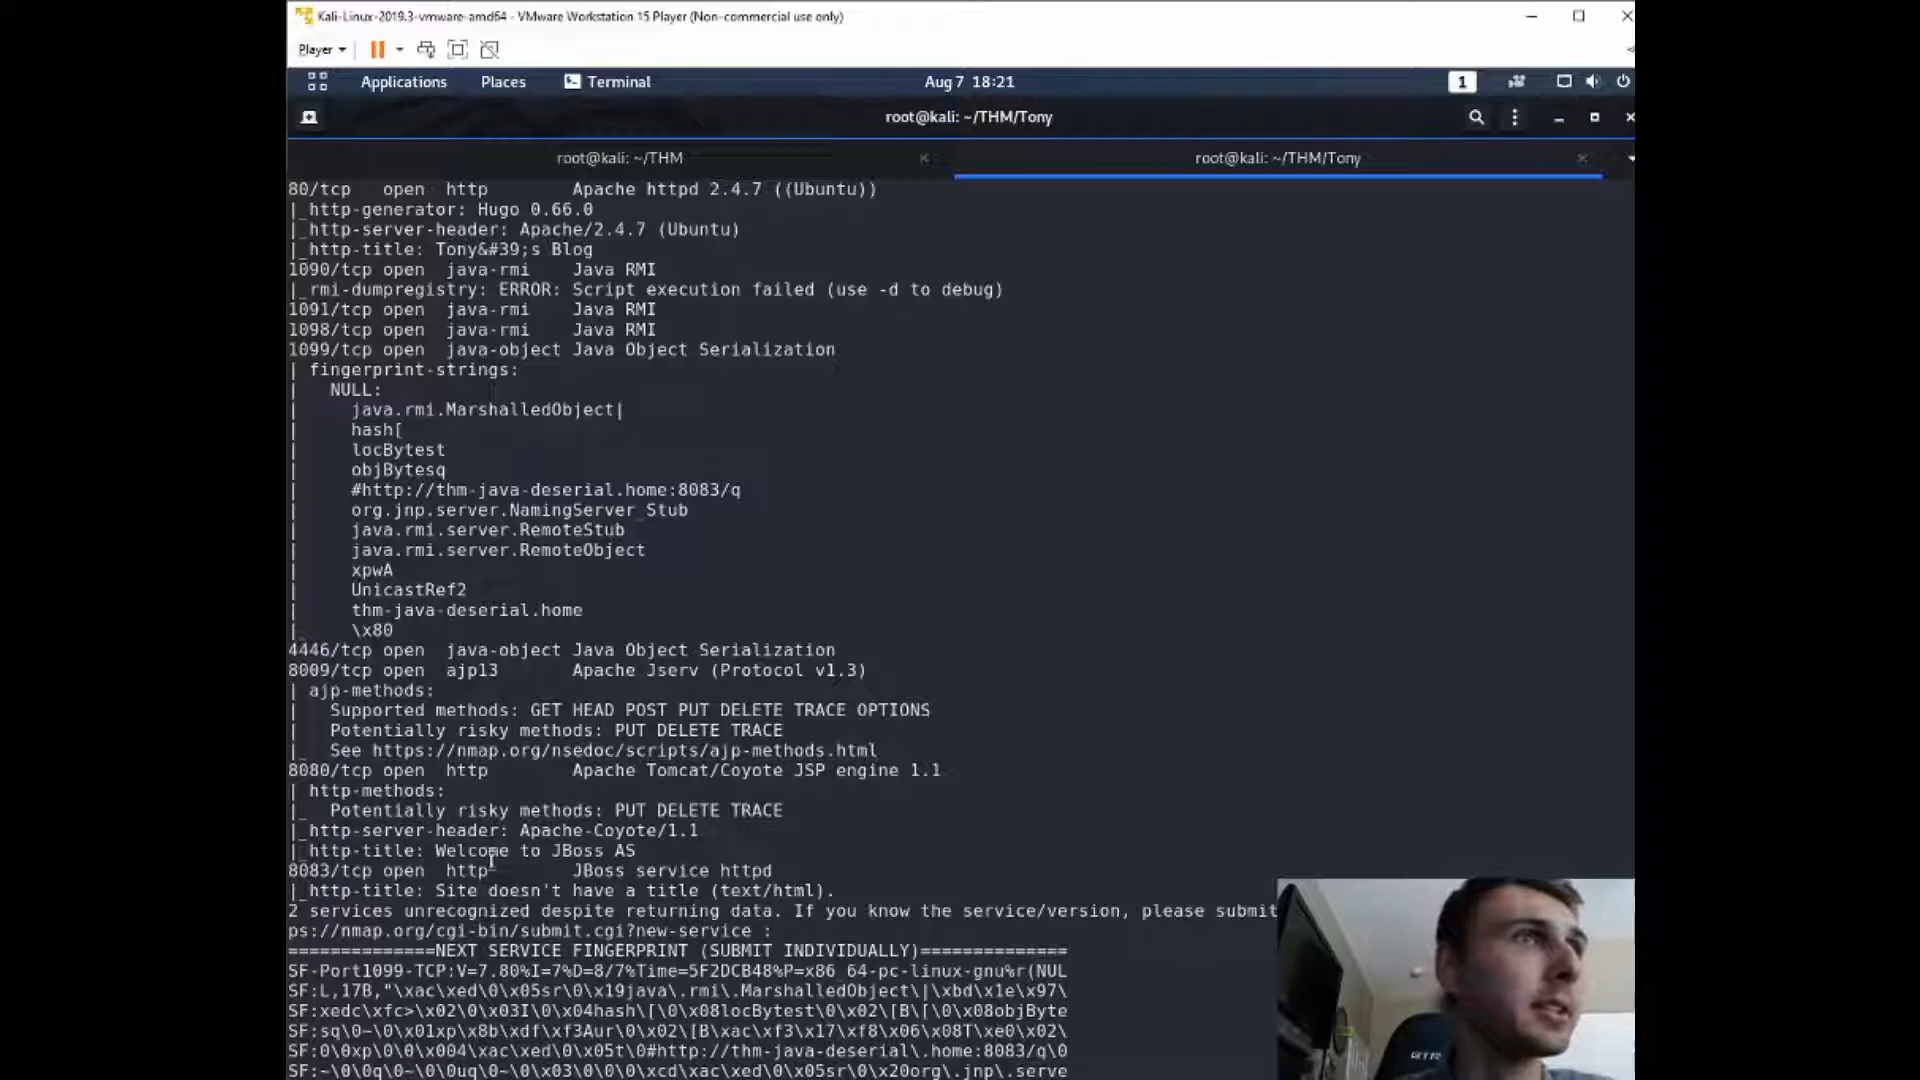 Kali-Linux-2019.3-vmware-amd64 - VMware Workstation 15 Player (Non-commercial use only)
Player
Applications Places Terminal Aug 7 18:21 1
root@kali: ~/THM/Tony
root@kali: ~/THM root@kali: ~/THM/Tony
80/tcp   open  http        Apache httpd 2.4.7 ((Ubuntu))
|_http-generator: Hugo 0.66.0
|_http-server-header: Apache/2.4.7 (Ubuntu)
|_http-title: Tony&#39;s Blog
1090/tcp open  java-rmi    Java RMI
|_rmi-dumpregistry: ERROR: Script execution failed (use -d to debug)
1091/tcp open  java-rmi    Java RMI
1098/tcp open  java-rmi    Java RMI
1099/tcp open  java-object Java Object Serialization
| fingerprint-strings:
|   NULL:
|     java.rmi.MarshalledObject|
|     hash[
|     locBytest
|     objBytesq
|     #http://thm-java-deserial.home:8083/q
|     org.jnp.server.NamingServer_Stub
|     java.rmi.server.RemoteStub
|     java.rmi.server.RemoteObject
|     xpwA
|     UnicastRef2
|     thm-java-deserial.home
|_    \x80
4446/tcp open  java-object Java Object Serialization
8009/tcp open  ajp13       Apache Jserv (Protocol v1.3)
| ajp-methods:
|   Supported methods: GET HEAD POST PUT DELETE TRACE OPTIONS
|   Potentially risky methods: PUT DELETE TRACE
|_  See https://nmap.org/nsedoc/scripts/ajp-methods.html
8080/tcp open  http        Apache Tomcat/Coyote JSP engine 1.1
| http-methods:
|_  Potentially risky methods: PUT DELETE TRACE
|_http-server-header: Apache-Coyote/1.1
|_http-title: Welcome to JBoss AS
8083/tcp open  http        JBoss service httpd
|_http-title: Site doesn't have a title (text/html).
2 services unrecognized despite returning data. If you know the service/version, please submit
ps://nmap.org/cgi-bin/submit.cgi?new-service :
==============NEXT SERVICE FINGERPRINT (SUBMIT INDIVIDUALLY)==============
SF-Port1099-TCP:V=7.80%I=7%D=8/7%Time=5F2DCB48%P=x86_64-pc-linux-gnu%r(NUL
SF:L,17B,"\xac\xed\0\x05sr\0\x19java\.rmi\.MarshalledObject\|\xbd\x1e\x97\
SF:xedc\xfc>\x02\0\x03I\0\x04hash\[\0\x08locBytest\0\x02\[B\[\0\x08objByte
SF:sq\0~\0\x01xp\x8b\xdf\xf3Aur\0\x02\[B\xac\xf3\x17\xf8\x06\x08T\xe0\x02\
SF:0\0xp\0\0\x004\xac\xed\0\x05t\0#http://thm-java-deserial\.home:8083/q\0
SF:~\0\0q\0~\0\0uq\0~\0\x03\0\0\0\xcd\xac\xed\0\x05sr\0\x20org\.jnp\.serve